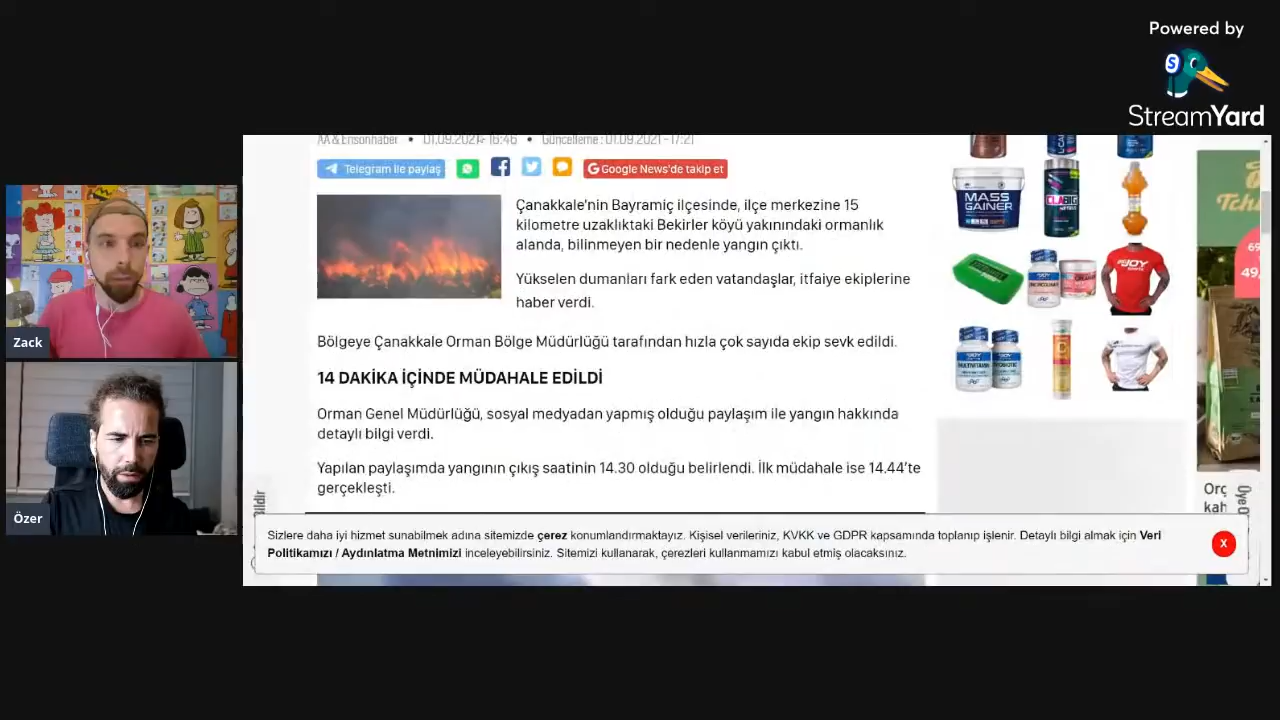 Powered by
StreamYard
AA & Ensonhaber • 01.09.2021 - 16:46 • Güncelleme : 01.09.2021 - 17:21
Telegram ile paylaş
Google News'de takip et
Çanakkale'nin Bayramiç ilçesinde, ilçe merkezine 15
kilometre uzaklıktaki Bekirler köyü yakınındaki ormanlık
alanda, bilinmeyen bir nedenle yangın çıktı.
Yükselen dumanları fark eden vatandaşlar, itfaiye ekiplerine
haber verdi.
Bölgeye Çanakkale Orman Bölge Müdürlüğü tarafından hızla çok sayıda ekip sevk edildi.
14 DAKİKA İÇİNDE MÜDAHALE EDİLDİ
Orman Genel Müdürlüğü, sosyal medyadan yapmış olduğu paylaşım ile yangın hakkında
detaylı bilgi verdi.
Yapılan paylaşımda yangının çıkış saatinin 14.30 olduğu belirlendi. İlk müdahale ise 14.44'te
gerçekleşti.
Sizlere daha iyi hizmet sunabilmek adına sitemizde çerez konumlandırmaktayız. Kişisel verileriniz, KVKK ve GDPR kapsamında toplanıp işlenir. Detaylı bilgi almak için Veri
Politikamızı / Aydınlatma Metnimizi inceleyebilirsiniz. Sitemizi kullanarak, çerezleri kullanmamızı kabul etmiş olacaksınız.
X
Zack
Özer
MASS
GAINER
MULTIVITAMIN
Tchi
69
49,
Orç
kah